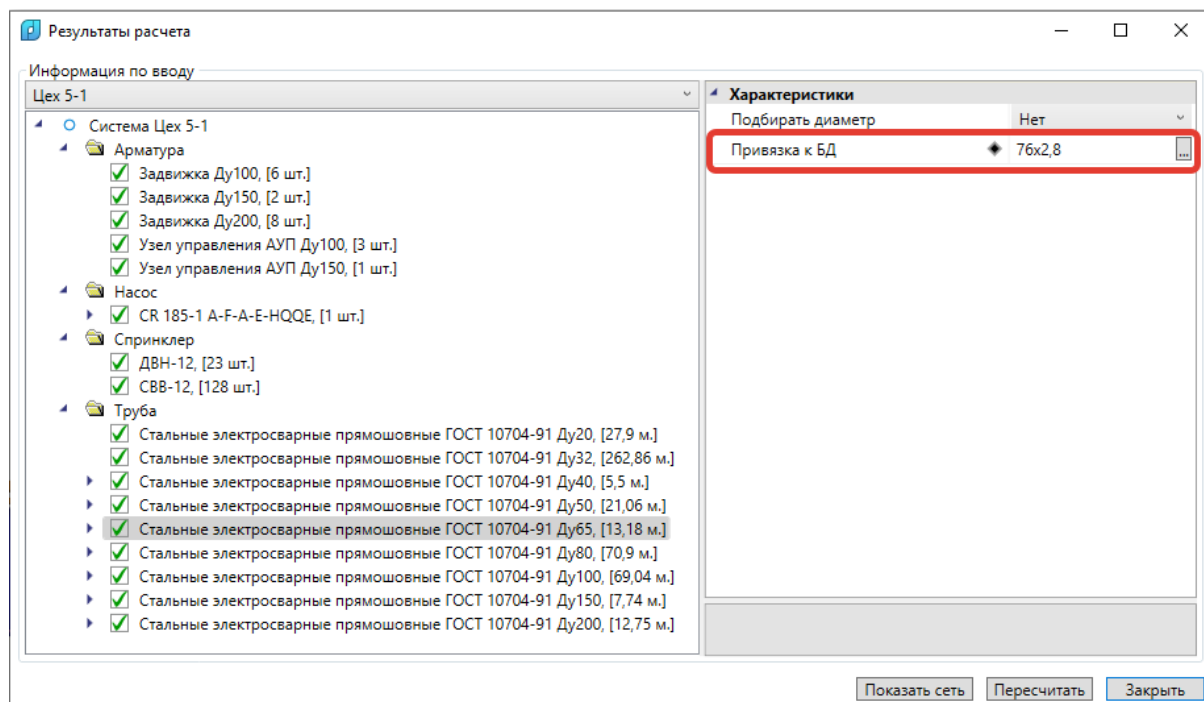 Результаты расчета
Информация по вводу
Цех 5-1
Система Цех 5-1
Арматура
Задвижка Ду100, [6 шт.]
Задвижка Ду150, [2 шт.]
Задвижка Ду200, [8 шт.]
Узел управления АУП Ду100, [3 шт.]
Узел управления АУП Ду150, [1 шт.]
Насос
CR 185-1 A-F-A-E-HQQE, [1 шт.]
Спринклер
ДВН-12, [23 шт.]
СВВ-12, [128 шт.]
Труба
Стальные электросварные прямошовные ГОСТ 10704-91 Ду20, [27,9 м.]
Стальные электросварные прямошовные ГОСТ 10704-91 Ду32, [262,86 м.]
Стальные электросварные прямошовные ГОСТ 10704-91 Ду40, [5,5 м.]
Стальные электросварные прямошовные ГОСТ 10704-91 Ду50, [21,06 м.]
Стальные электросварные прямошовные ГОСТ 10704-91 Ду65, [13,18 м.]
Стальные электросварные прямошовные ГОСТ 10704-91 Ду80, [70,9 м.]
Стальные электросварные прямошовные ГОСТ 10704-91 Ду100, [69,04 м.]
Стальные электросварные прямошовные ГОСТ 10704-91 Ду150, [7,74 м.]
Стальные электросварные прямошовные ГОСТ 10704-91 Ду200, [12,75 м.]
Характеристики
Подбирать диаметр Нет
Привязка к БД 76x2,8 ...
Показать сеть Пересчитать Закрыть